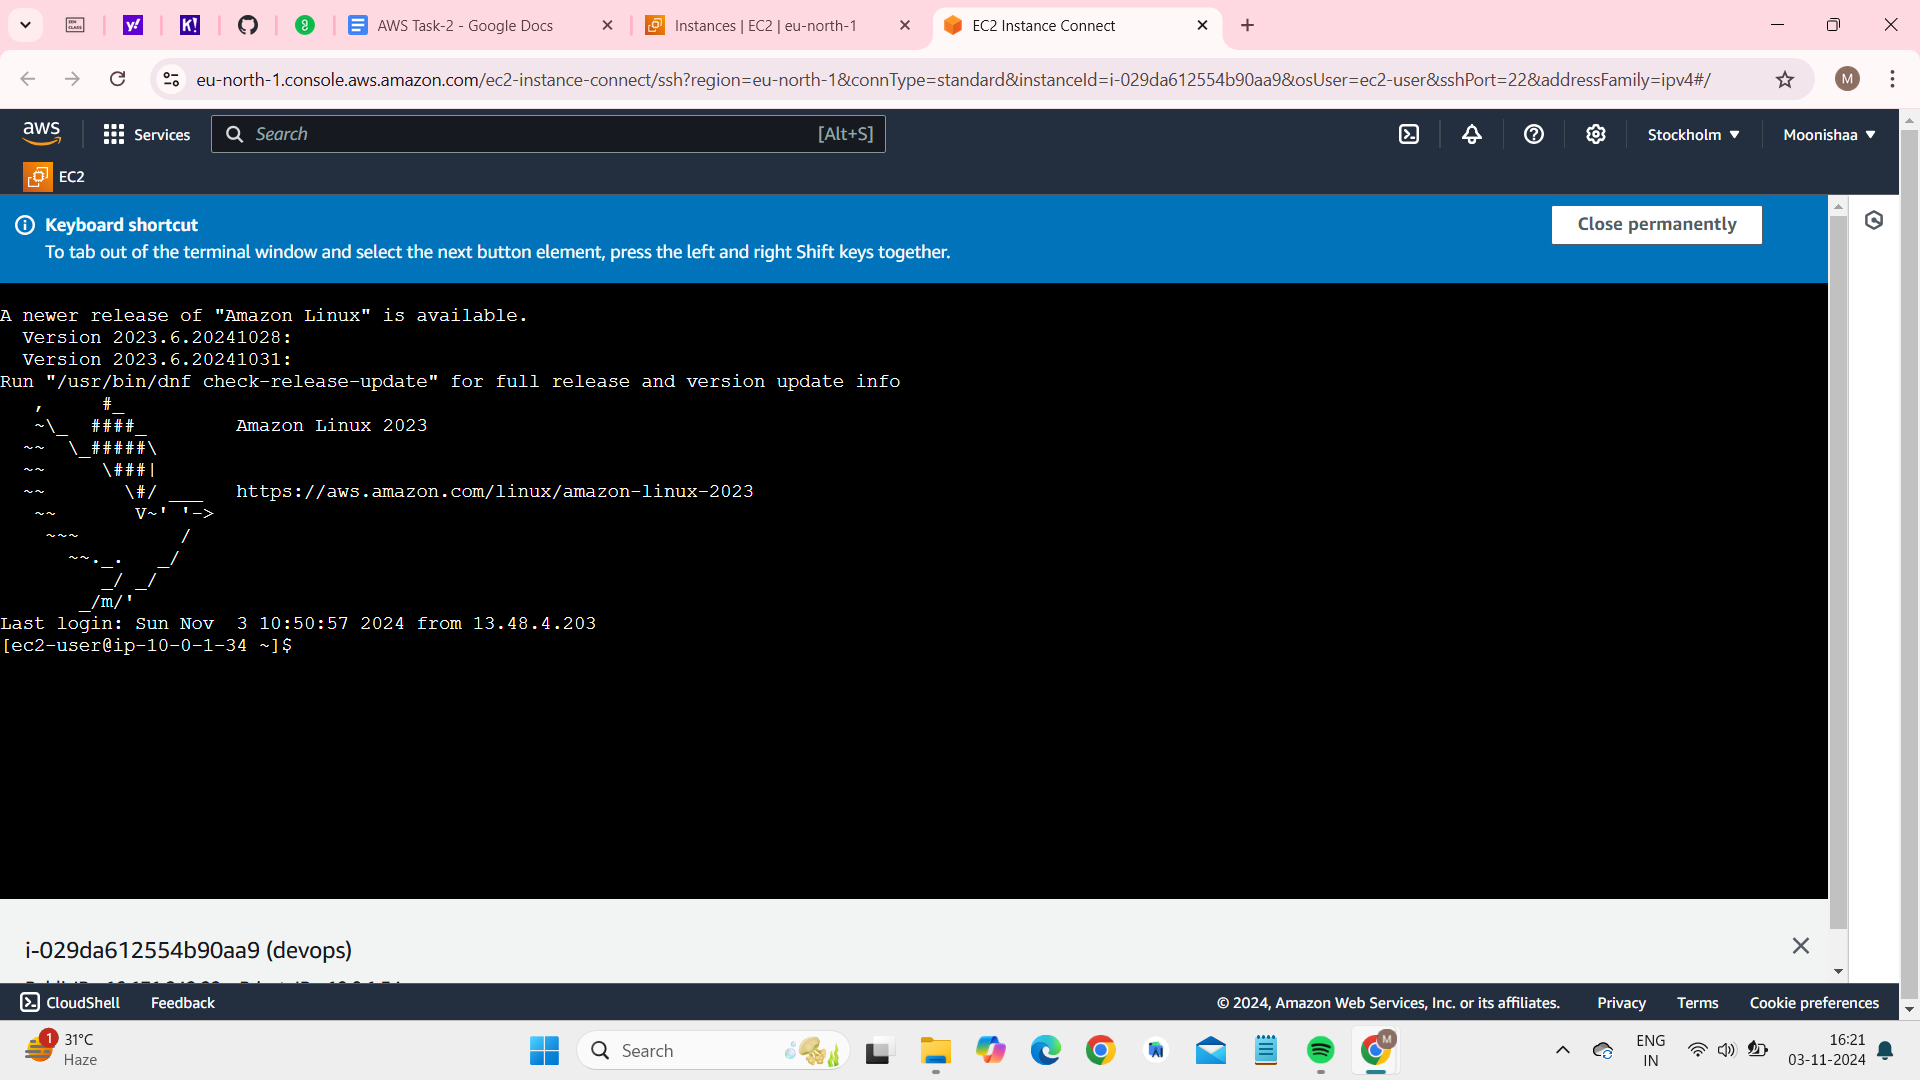 AWS Task-2 - Google Docs
Instances | EC2 | eu-north-1
EC2 Instance Connect
eu-north-1.console.aws.amazon.com/ec2-instance-connect/ssh?region=eu-north-1&connType=standard&instanceId=i-029da612554b90aa9&osUser=ec2-user&sshPort=22&addressFamily=ipv4#/
M
aws
Services
Search
[Alt+S]
Stockholm
Moonishaa
EC2
Keyboard shortcut
To tab out of the terminal window and select the next button element, press the left and right Shift keys together.
Close permanently
A newer release of "Amazon Linux" is available.
  Version 2023.6.20241028:
  Version 2023.6.20241031:
Run "/usr/bin/dnf check-release-update" for full release and version update info
   ,     #_
   ~\_  ####_        Amazon Linux 2023
  ~~  \_#####\
  ~~     \###|
  ~~       \#/ ___   https://aws.amazon.com/linux/amazon-linux-2023
   ~~       V~' '->
    ~~~         /
      ~~._.   _/
         _/ _/
       _/m/'
Last login: Sun Nov  3 10:50:57 2024 from 13.48.4.203
[ec2-user@ip-10-0-1-34 ~]$
i-029da612554b90aa9 (devops)
CloudShell
Feedback
© 2024, Amazon Web Services, Inc. or its affiliates.
Privacy
Terms
Cookie preferences
1
31°C
Haze
Search
M
ENG
IN
16:21
03-11-2024